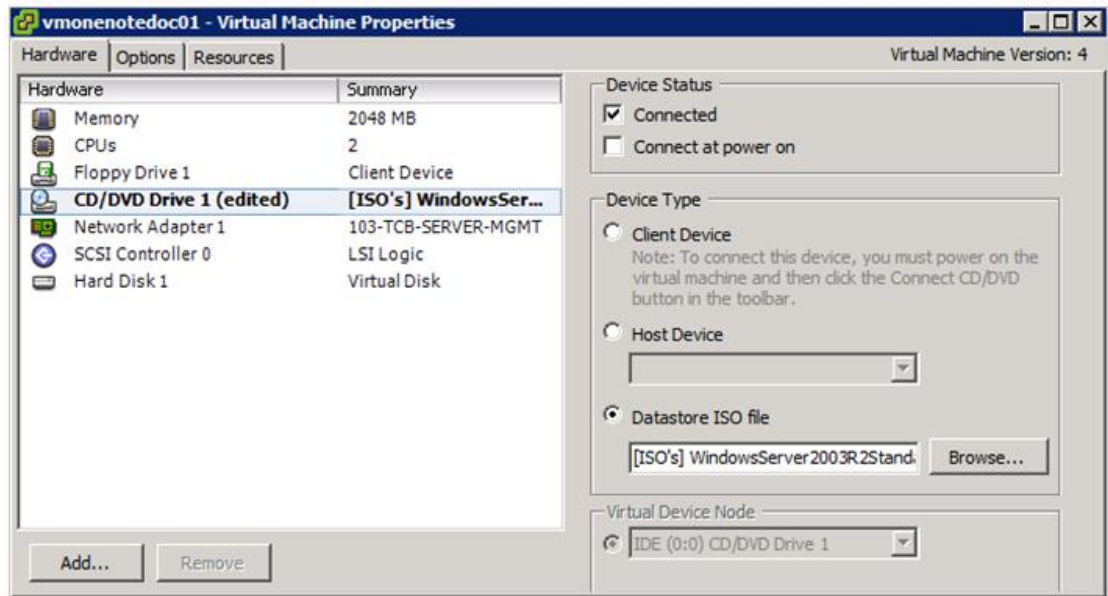 vmonenotedoc01 - Virtual Machine Properties
Hardware Options Resources Virtual Machine Version: 4
Hardware Summary
Memory 2048 MB
CPUs 2
Floppy Drive 1 Client Device
CD/DVD Drive 1 (edited) [ISO's] WindowsSer...
Network Adapter 1 103-TCB-SERVER-MGMT
SCSI Controller 0 LSI Logic
Hard Disk 1 Virtual Disk
Add... Remove
Device Status
Connected
Connect at power on
Device Type
Client Device
Note: To connect this device, you must power on the
virtual machine and then click the Connect CD/DVD
button in the toolbar.
Host Device
Datastore ISO file
[ISO's] WindowsServer2003R2Stand Browse...
Virtual Device Node
IDE (0:0) CD/DVD Drive 1